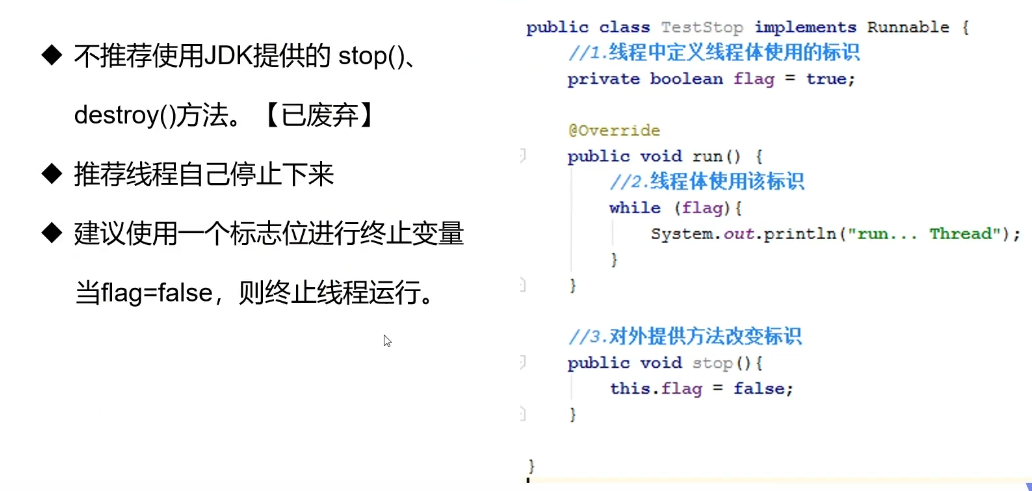 ◆ 不推荐使用JDK提供的 stop()、
destroy()方法。【已废弃】
◆ 推荐线程自己停止下来
◆ 建议使用一个标志位进行终止变量
当flag=false，则终止线程运行。
public class TestStop implements Runnable {
//1.线程中定义线程体使用的标识
private boolean flag = true;
@Override
public void run() {
//2.线程体使用该标识
while (flag){
System.out.println("run... Thread");
}
}
//3.对外提供方法改变标识
public void stop(){
this.flag = false;
}
}